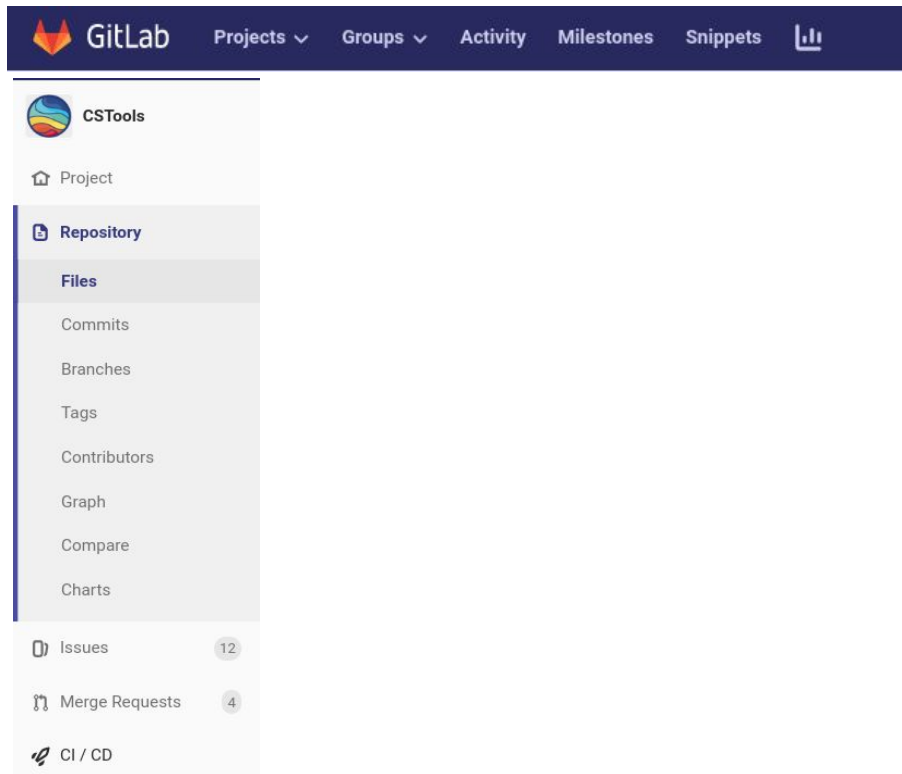 GitLab Projects Groups Activity Milestones Snippets
CSTools
Project
Repository
Files
Commits
Branches
Tags
Contributors
Graph
Compare
Charts
Issues 12
Merge Requests 4
CI / CD